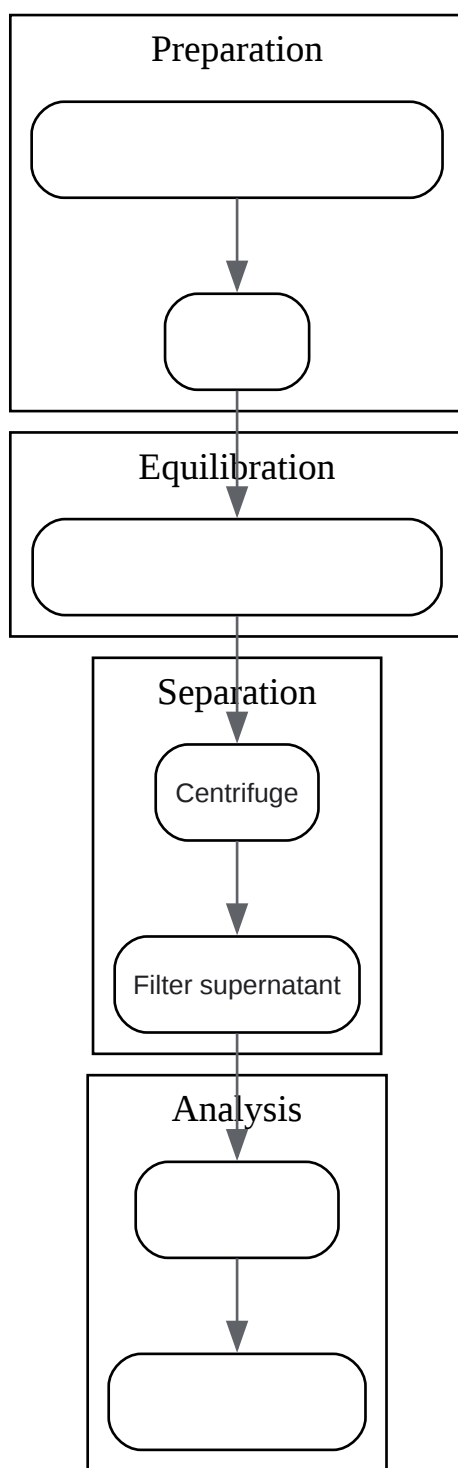 Preparation
Equilibration
Separation
Centrifuge
Filter supernatant
Analysis